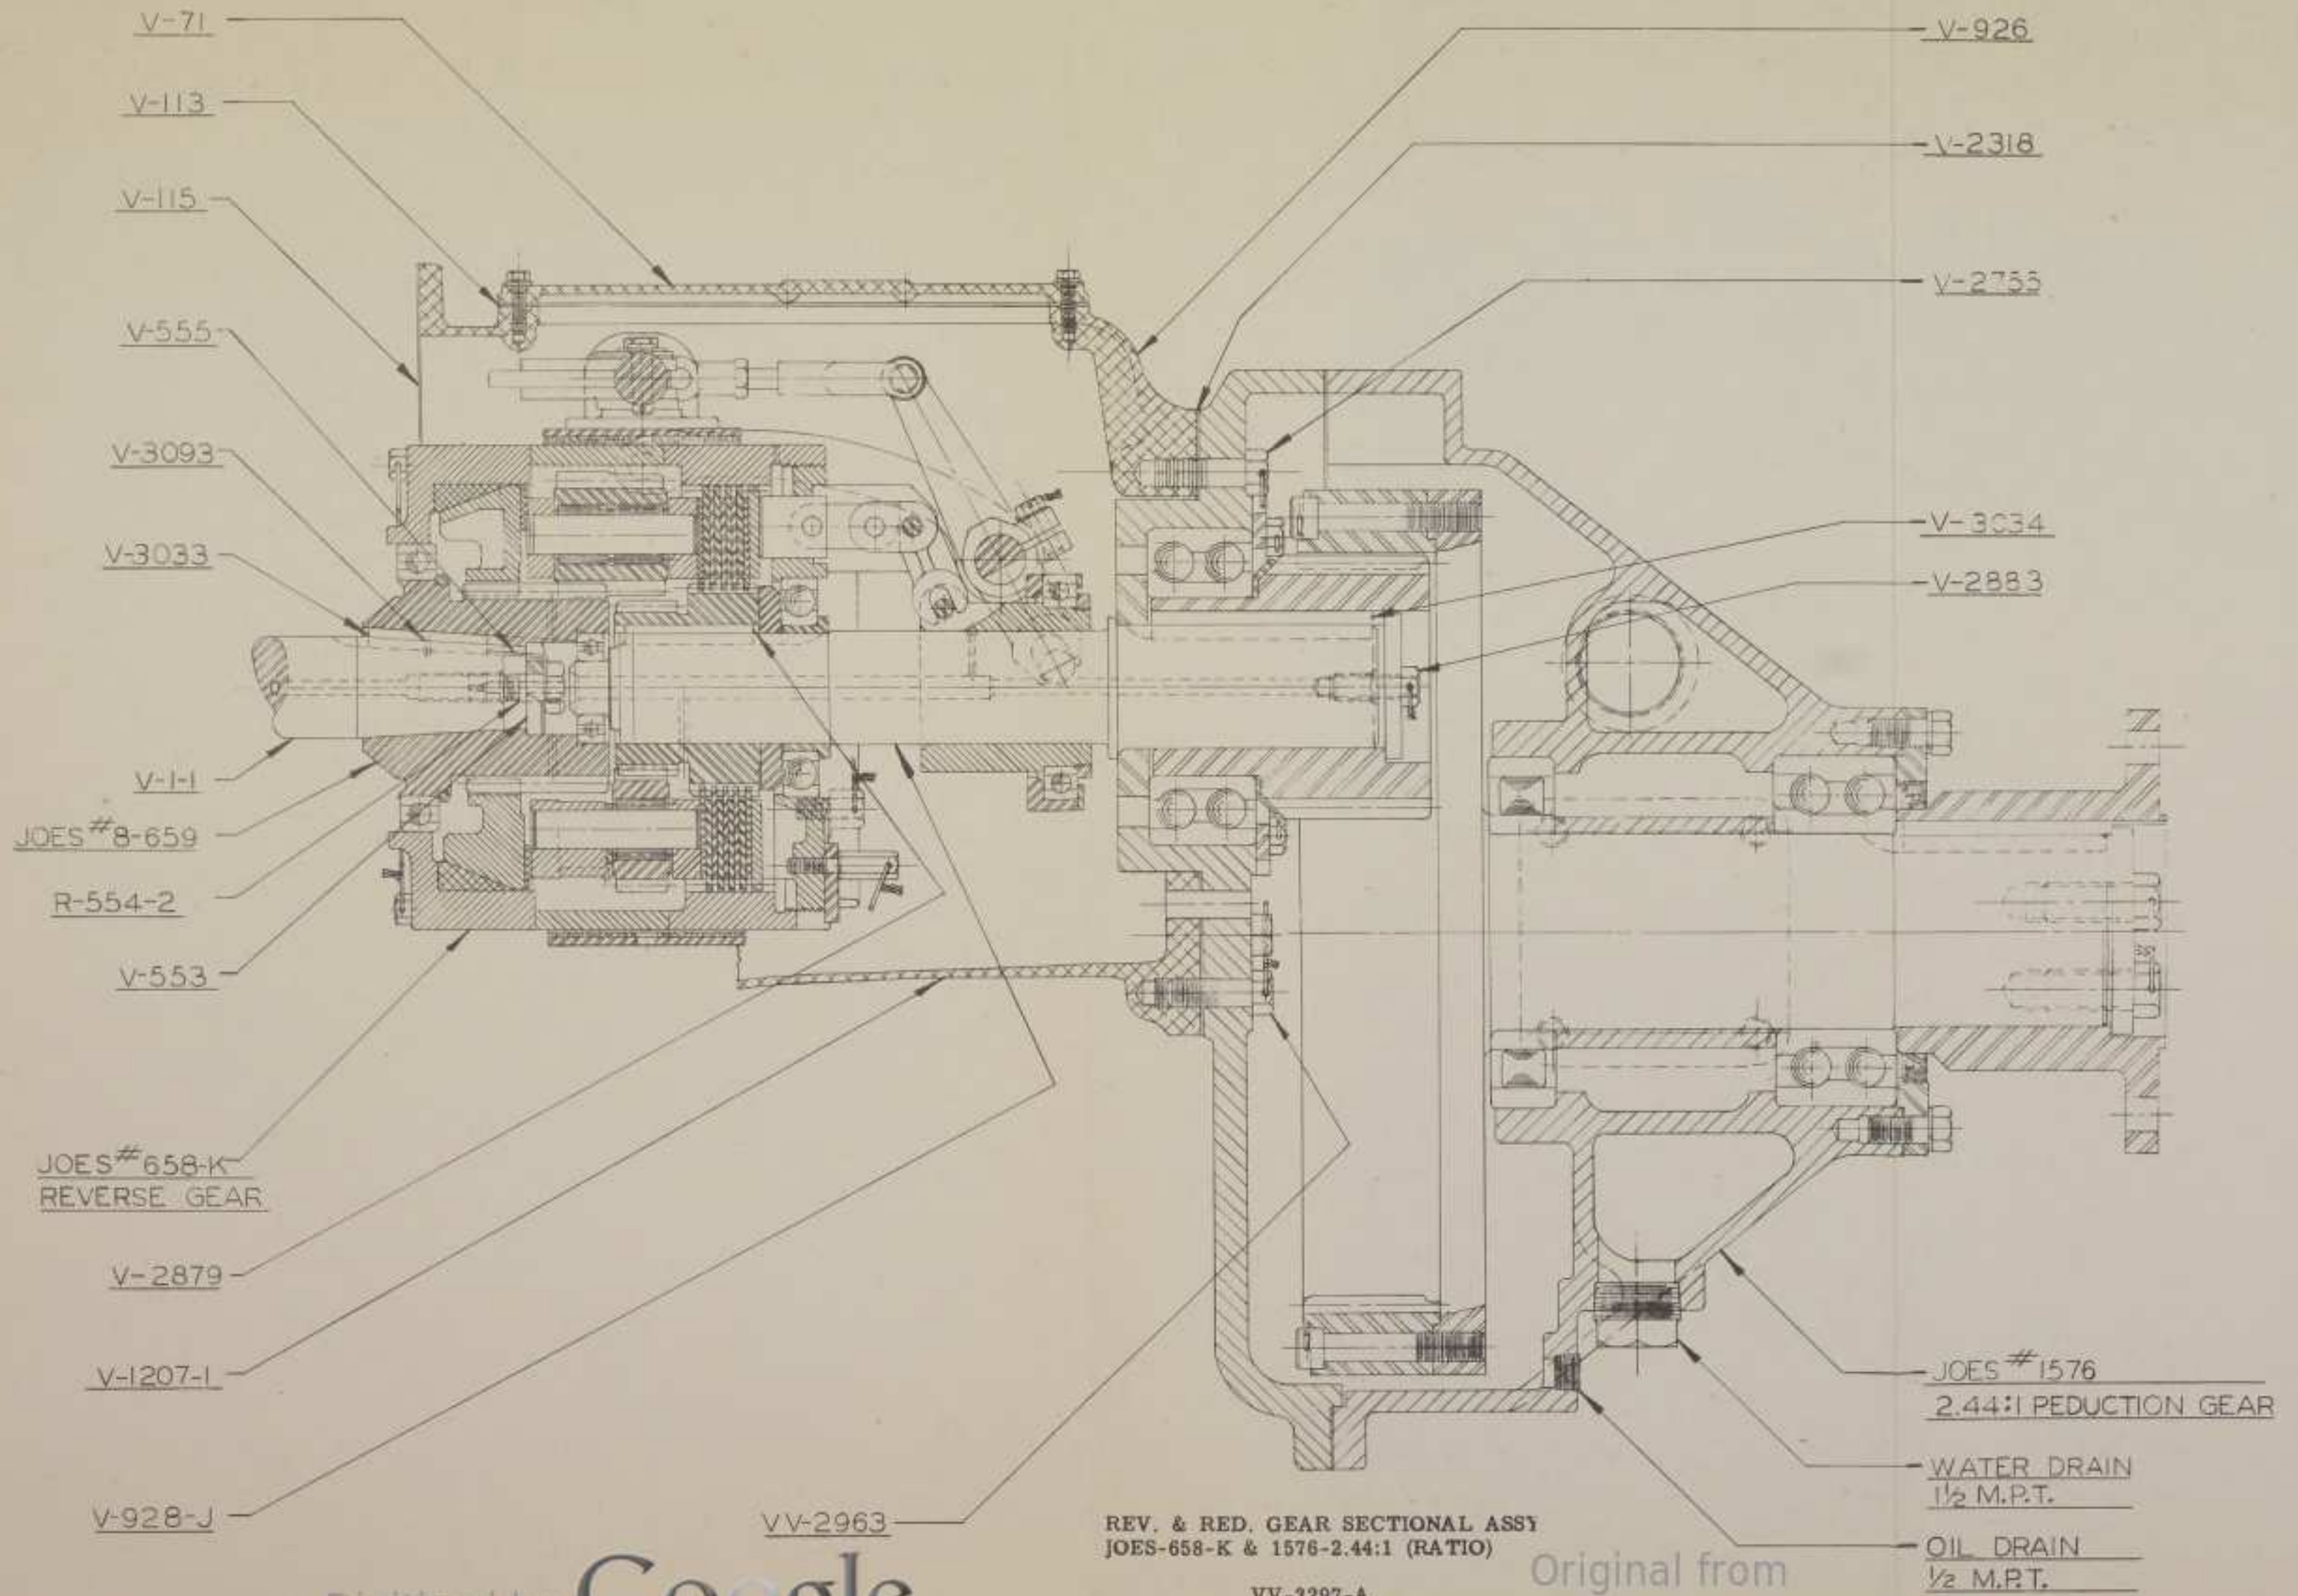 V-71
V-113
V-115
V-555
V-3093
V-3033
V-1-1
JOES #8-659
R-554-2
V-553
JOES #658-K
REVERSE GEAR
V-2879
V-1207-1
V-928-J
VV-2963
V-926
V-2318
V-2755
V-3034
V-2883
JOES #1576
2.44:1 PEDUCTION GEAR
WATER DRAIN
1½ M.P.T.
OIL DRAIN
½ M.P.T.
REV. & RED. GEAR SECTIONAL ASSY
JOES-658-K & 1576-2.44:1 (RATIO)
Google
Original from